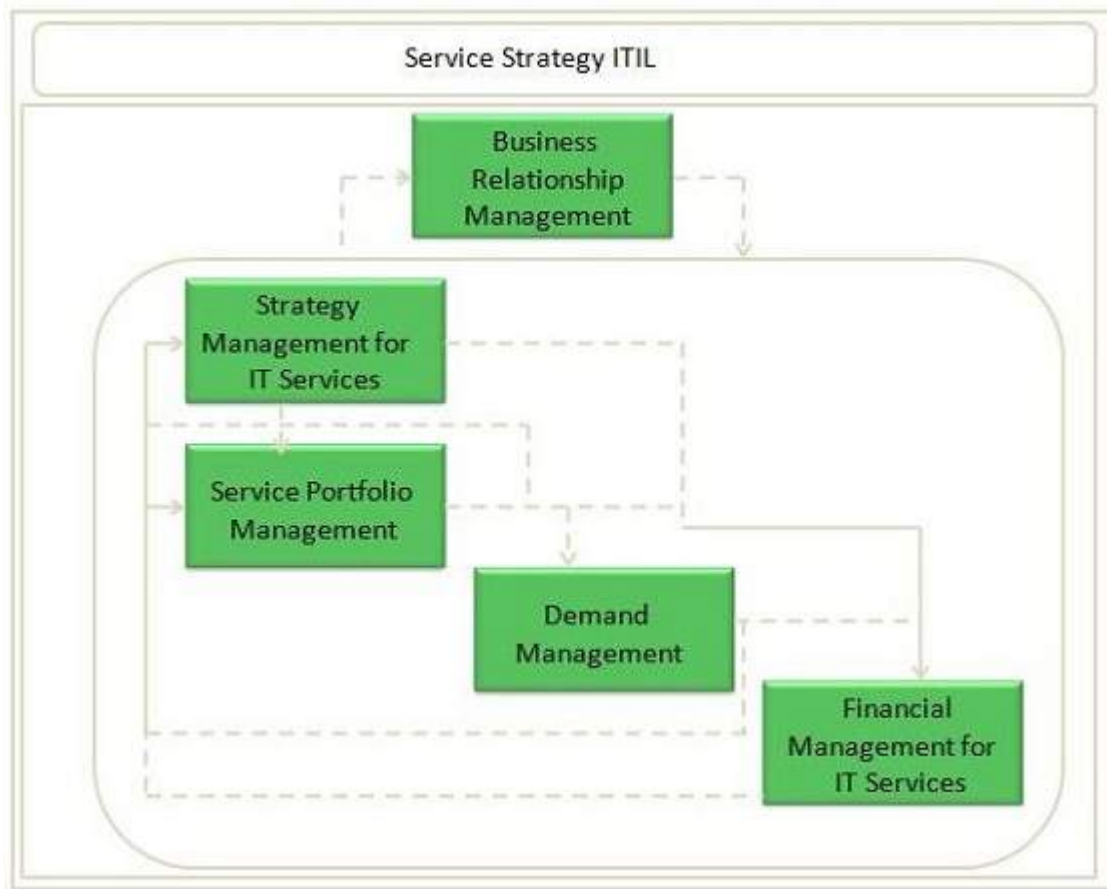 Service Strategy ITIL
Business
Relationship
Management
Strategy
Management for
IT Services
Service Portfolio
Management
Demand
Management
Financial
Management for
IT Services